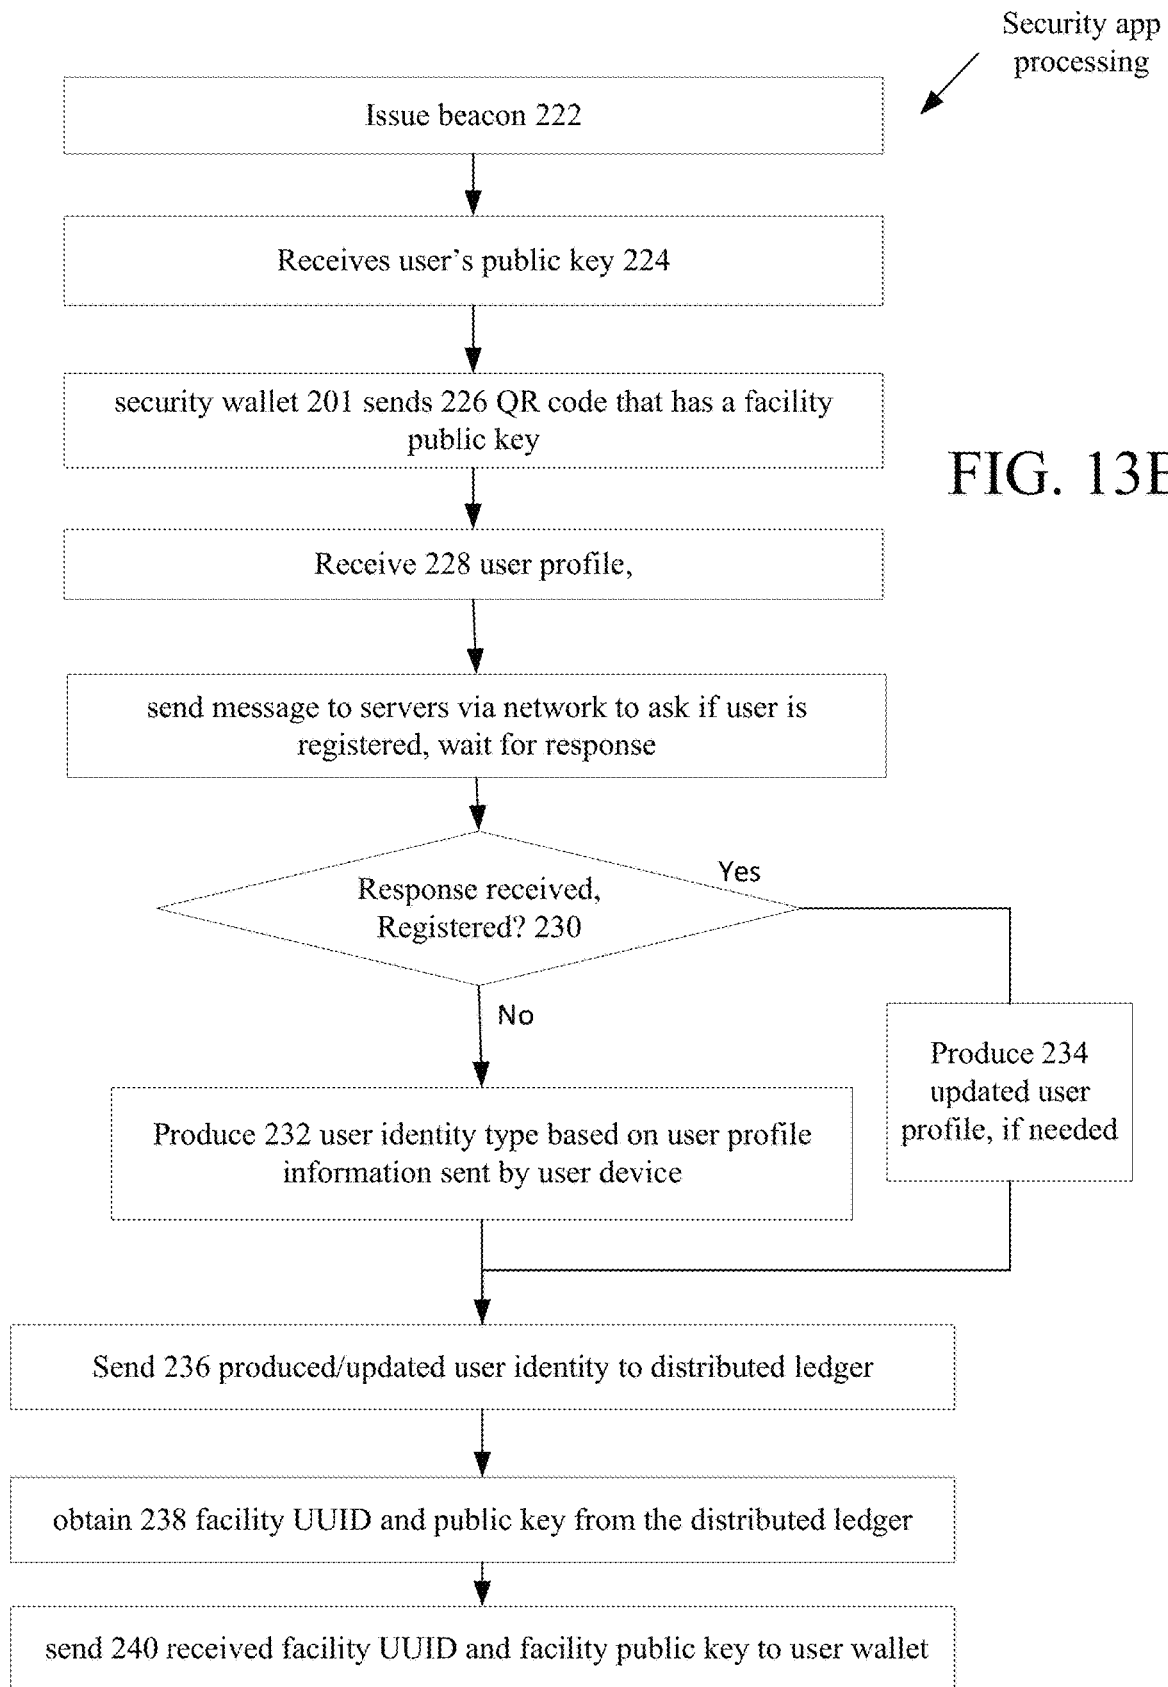 Security app
processing
Issue beacon 222
Receives user's public key 224
security wallet 201 sends 226 QR code that has a facility
public key
FIG. 13B
Receive 228 user profile,
send message to servers via network to ask if user is
registered, wait for response
Response received,
Registered? 230
Yes
No
Produce 234
updated user
profile, if needed
Produce 232 user identity type based on user profile
information sent by user device
Send 236 produced/updated user identity to distributed ledger
obtain 238 facility UUID and public key from the distributed ledger
send 240 received facility UUID and facility public key to user wallet